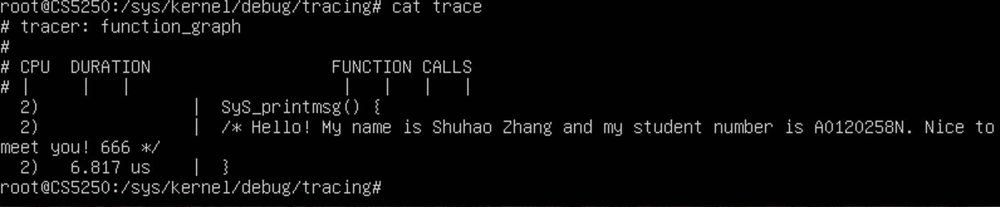 root@CS5250:/sys/kernel/debug/tracing# cat trace
# tracer: function_graph
#
# CPU  DURATION                  FUNCTION CALLS
# |     |   |                     |   |   |   |
  2)               |  SyS_printmsg() {
  2)               |  /* Hello! My name is Shuhao Zhang and my student number is A0120258N. Nice to
meet you! 666 */
  2)   6.817 us    |  }
root@CS5250:/sys/kernel/debug/tracing#